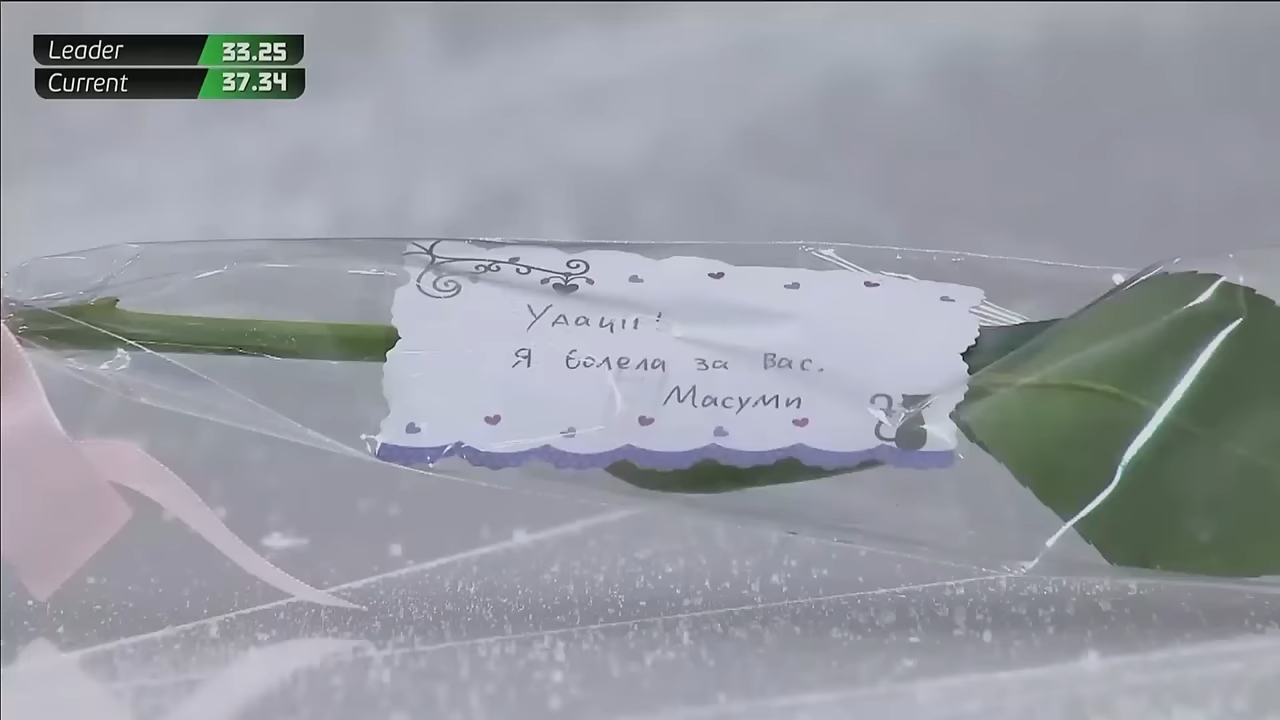 Leader 33.25
Current 37.34
Удачи!
Я болела за Вас.
Масуми